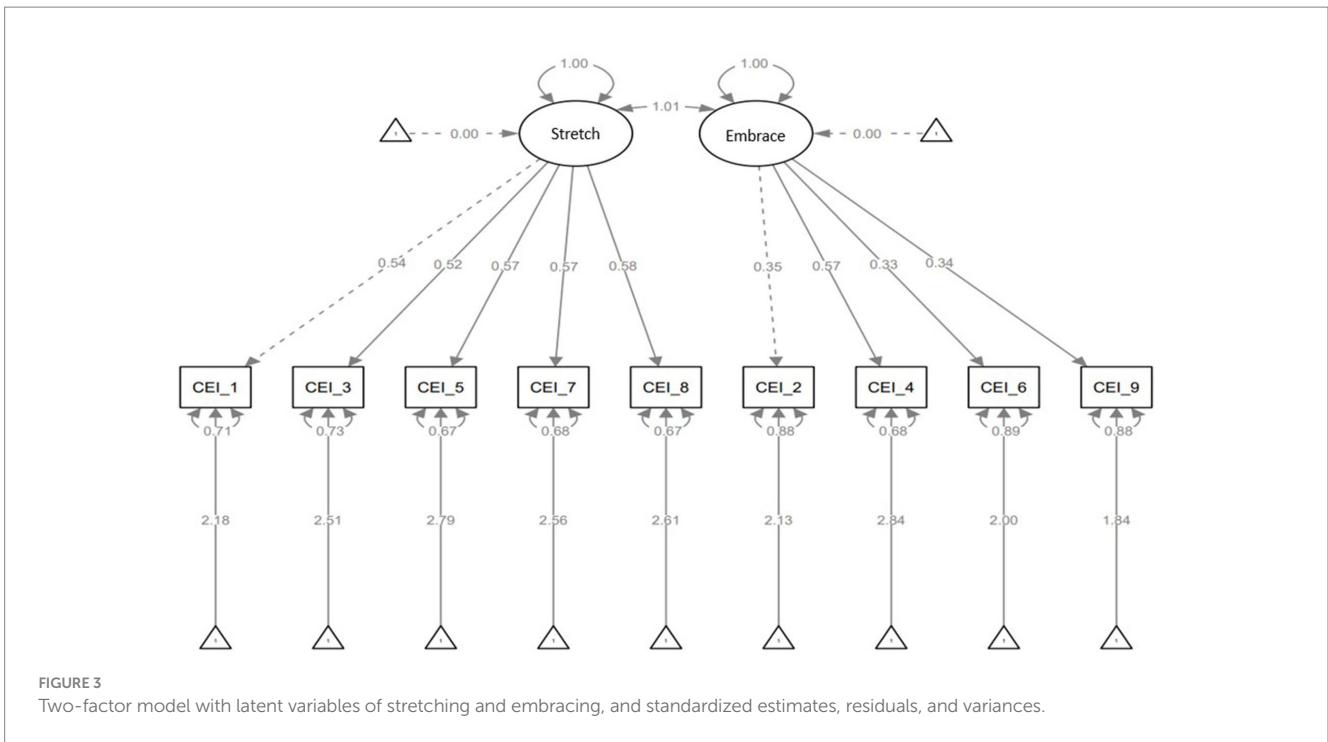 1.00 1.00
1.01
1 0.00 Stretch Embrace 0.00 1
0.54 0.52 0.57 0.57 0.58 0.35 0.57 0.33 0.34
CEI_1 CEI_3 CEI_5 CEI_7 CEI_8 CEI_2 CEI_4 CEI_6 CEI_9
0.71 0.73 0.67 0.68 0.67 0.88 0.68 0.89 0.88
2.18 2.51 2.79 2.56 2.61 2.13 2.84 2.00 1.84
1 1 1 1 1 1 1 1 1
FIGURE 3
Two-factor model with latent variables of stretching and embracing, and standardized estimates, residuals, and variances.